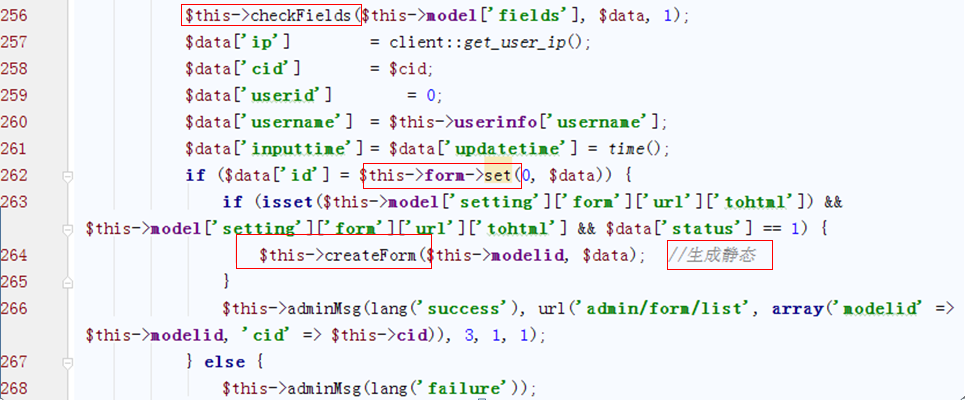 256 $this->checkFields($this->model['fields'], $data, 1);
257 $data['ip'] = client::get_user_ip();
258 $data['cid'] = $cid;
259 $data['userid'] = 0;
260 $data['username'] = $this->userinfo['username'];
261 $data['inputtime'] = $data['updatetime'] = time();
262 if ($data['id'] = $this->form->set(0, $data)) {
263 if (isset($this->model['setting']['form']['url']['tohtml']) &&
$this->model['setting']['form']['url']['tohtml'] && $data['status'] == 1) {
264 $this->createForm($this->modelid, $data); //生成静态
265 }
266 $this->adminMsg(lang('success'), url('admin/form/list', array('modelid' =>
$this->modelid, 'cid' => $this->cid)), 3, 1, 1);
267 } else {
268 $this->adminMsg(lang('failure'));